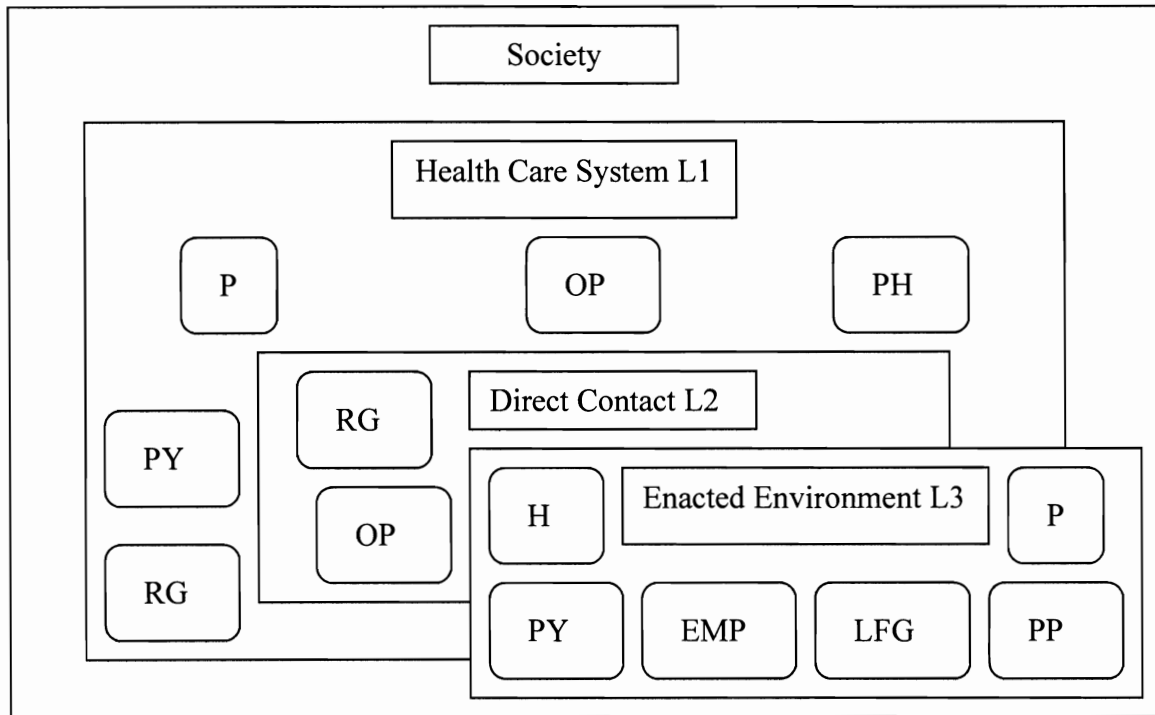 Society
Health Care System L1
P
OP
PH
RG
Direct Contact L2
PY
OP
H
Enacted Environment L3
P
RG
PY
EMP
LFG
PP